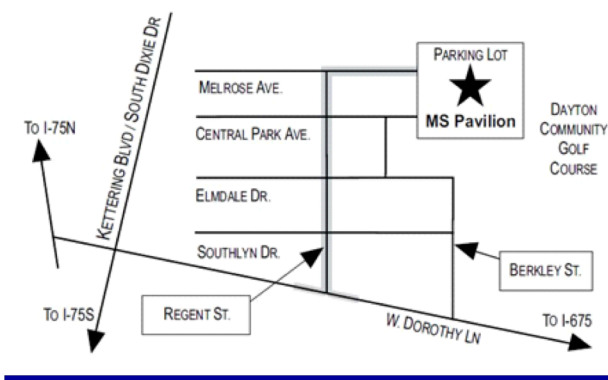 PARKING LOT
MS Pavilion
MELROSE AVE.
CENTRAL PARK AVE.
DAYTON
COMMUNITY
GOLF
COURSE
TO I-75N
KETTERING BLVD / SOUTH DIXIE DR
ELMDALE DR.
SOUTHLYN DR.
BERKLEY ST.
REGENT ST.
TO I-75S
W. DOROTHY LN
TO I-675